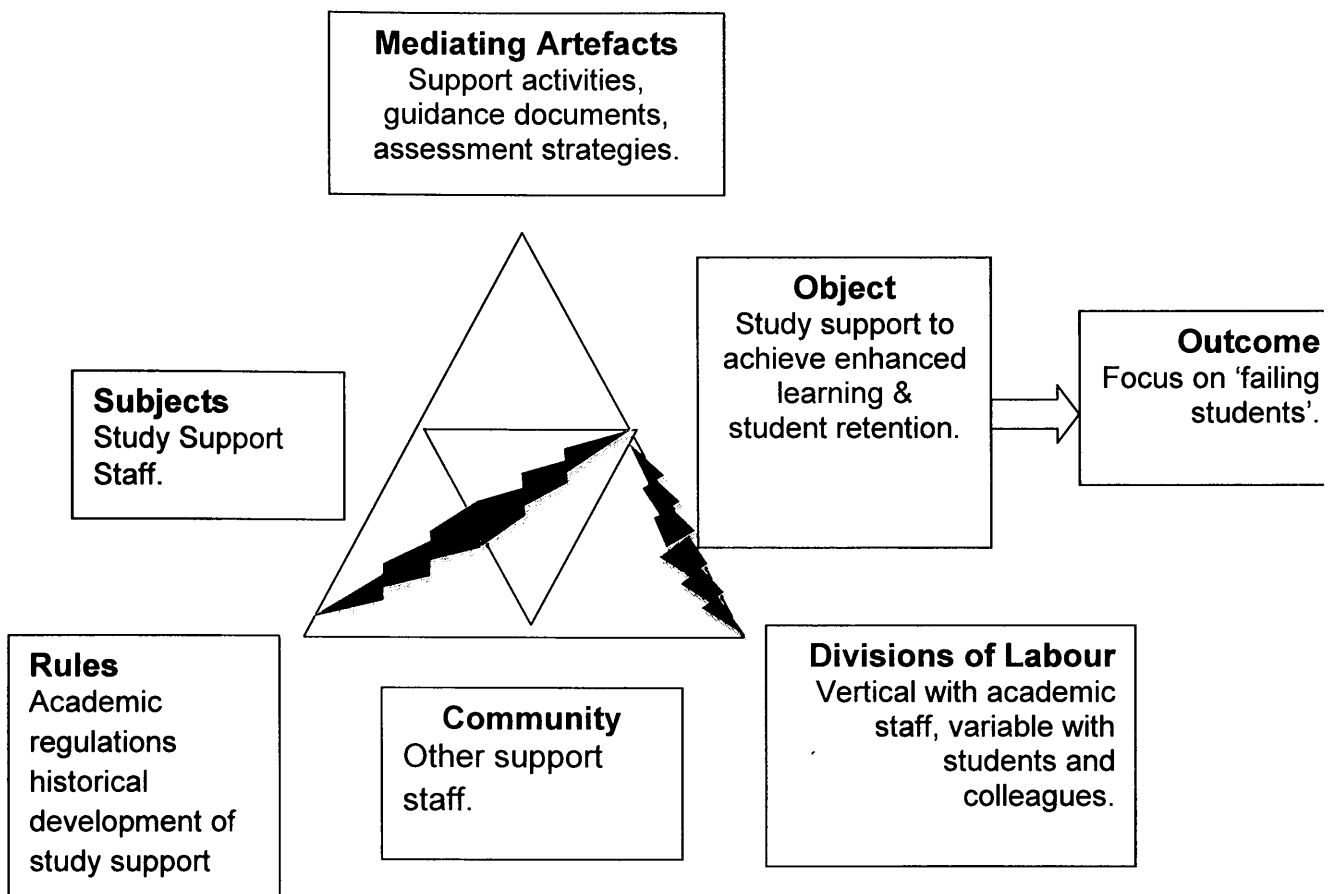 Mediating Artefacts
Support activities,
guidance documents,
assessment strategies.
Object
Study support to
achieve enhanced
learning &
student retention.
Outcome
Focus on ‘failing
students’.
Subjects
Study Support
Staff.
Rules
Academic
regulations
historical
development of
study support
Community
Other support
staff.
Divisions of Labour
Vertical with academic
staff, variable with
students and
colleagues.